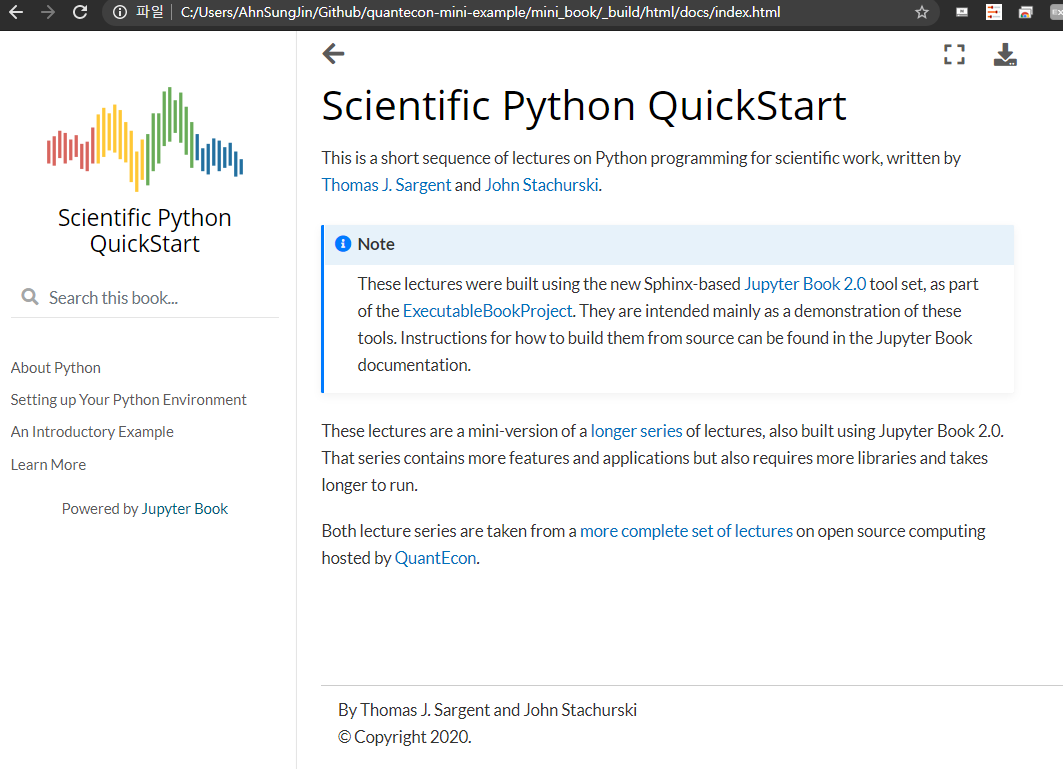 파일 C:/Users/AhnSungJin/Github/quantecon-mini-example/mini_book/_build/html/docs/index.html
Scientific Python
QuickStart
Search this book...
About Python
Setting up Your Python Environment
An Introductory Example
Learn More
Powered by Jupyter Book
Scientific Python QuickStart
This is a short sequence of lectures on Python programming for scientific work, written by
Thomas J. Sargent and John Stachurski.
Note
These lectures were built using the new Sphinx-based Jupyter Book 2.0 tool set, as part
of the ExecutableBookProject. They are intended mainly as a demonstration of these
tools. Instructions for how to build them from source can be found in the Jupyter Book
documentation.
These lectures are a mini-version of a longer series of lectures, also built using Jupyter Book 2.0.
That series contains more features and applications but also requires more libraries and takes
longer to run.
Both lecture series are taken from a more complete set of lectures on open source computing
hosted by QuantEcon.
By Thomas J. Sargent and John Stachurski
© Copyright 2020.